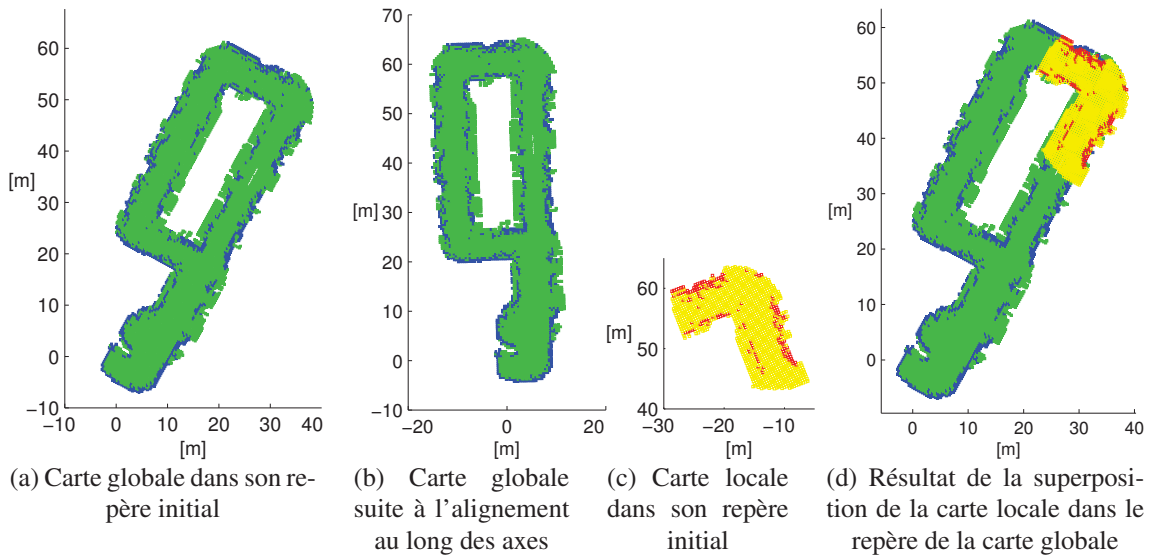 60
50
40
[m]
30
20
10
0
−10
−10 0 10 20 30 40
[m]
70
60
50
40
[m]
30
20
10
0
−10
−20 0 20
[m]
60
[m]
50
40
−30 −20 −10
[m]
60
50
40
[m]
30
20
10
0
0 10 20 30 40
[m]
(a) Carte globale dans son re-
père initial
(b) Carte globale
suite à l’alignement
au long des axes
(c) Carte locale
dans son repère
initial
(d) Résultat de la superposi-
tion de la carte locale dans le
repère de la carte globale